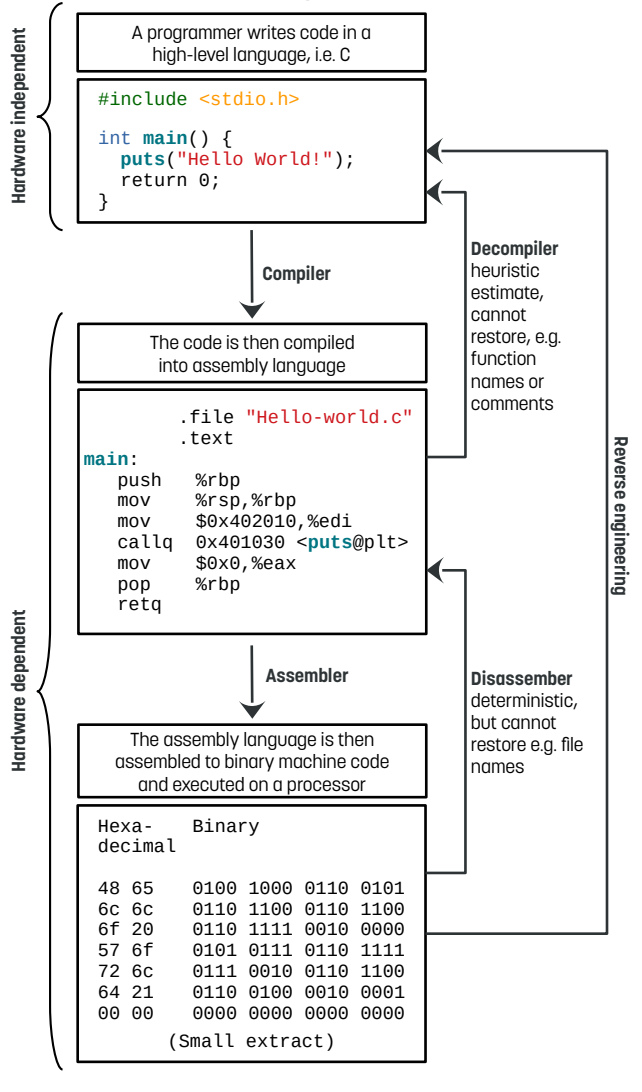 Hardware independent
A programmer writes code in a
high-level language, i.e. C
#include <stdio.h>
int main() {
puts("Hello World!");
return 0;
}
Compiler
Decompiler
heuristic
estimate,
cannot
restore, e.g.
function
names or
comments
Reverse engineering
Hardware dependent
The code is then compiled
into assembly language
.file "Hello-world.c"
.text
main:
push %rbp
mov %rsp,%rbp
mov $0x402010,%edi
callq 0x401030 <puts@plt>
mov $0x0,%eax
pop %rbp
retq
Assembler
Disassember
deterministic,
but cannot
restore e.g. file
names
The assembly language is then
assembled to binary machine code
and executed on a processor
Hexa- Binary
decimal
48 65 0100 1000 0110 0101
6c 6c 0110 1100 0110 1100
6f 20 0110 1111 0010 0000
57 6f 0101 0111 0110 1111
72 6c 0111 0010 0110 1100
64 21 0110 0100 0010 0001
00 00 0000 0000 0000 0000
(Small extract)